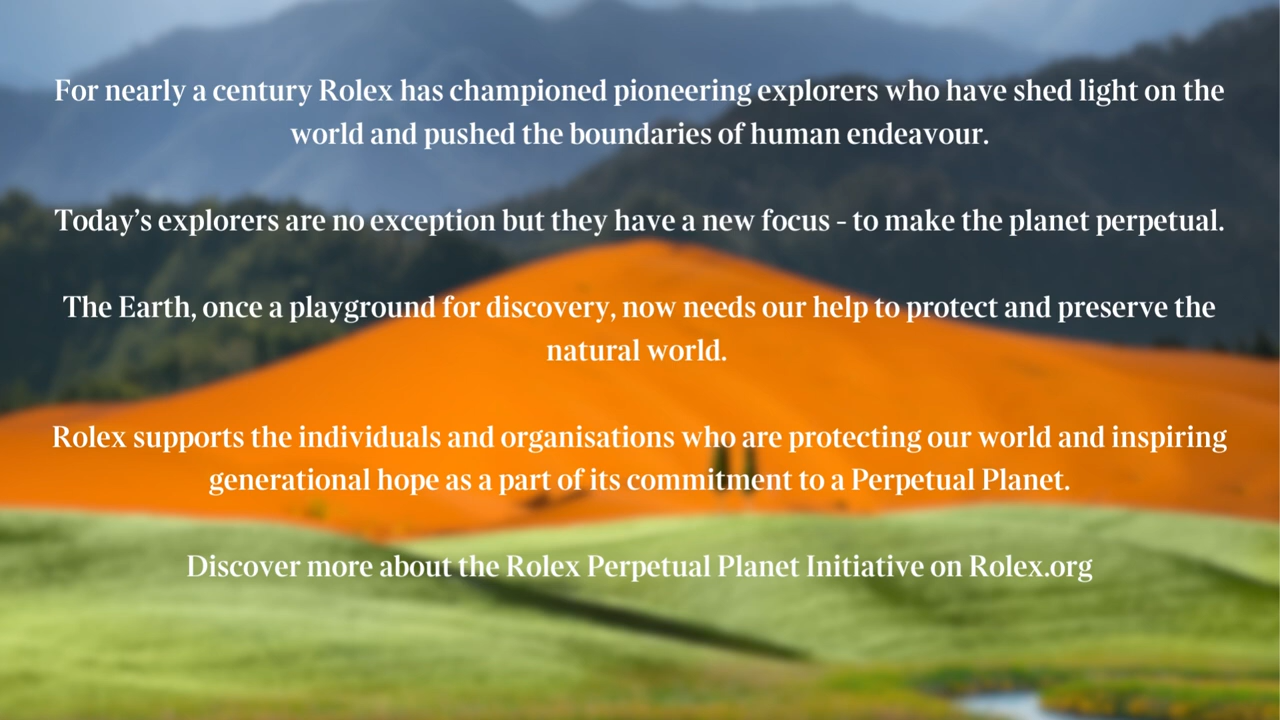 For nearly a century Rolex has championed pioneering explorers who have shed light on the
world and pushed the boundaries of human endeavour.
Today’s explorers are no exception but they have a new focus - to make the planet perpetual.
The Earth, once a playground for discovery, now needs our help to protect and preserve the
natural world.
Rolex supports the individuals and organisations who are protecting our world and inspiring
generational hope as a part of its commitment to a Perpetual Planet.
Discover more about the Rolex Perpetual Planet Initiative on Rolex.org